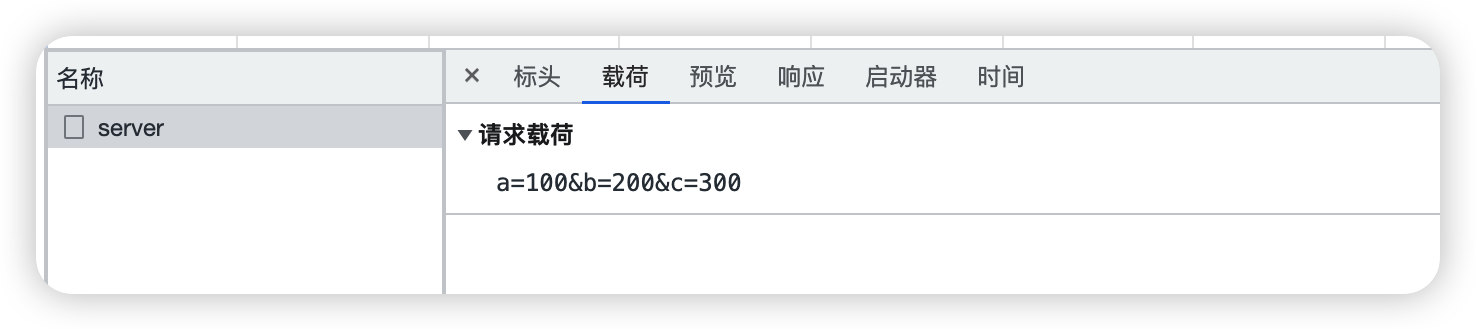 名称
server
× 标头 载荷 预览 响应 启动器 时间
▼请求载荷
a=100&b=200&c=300